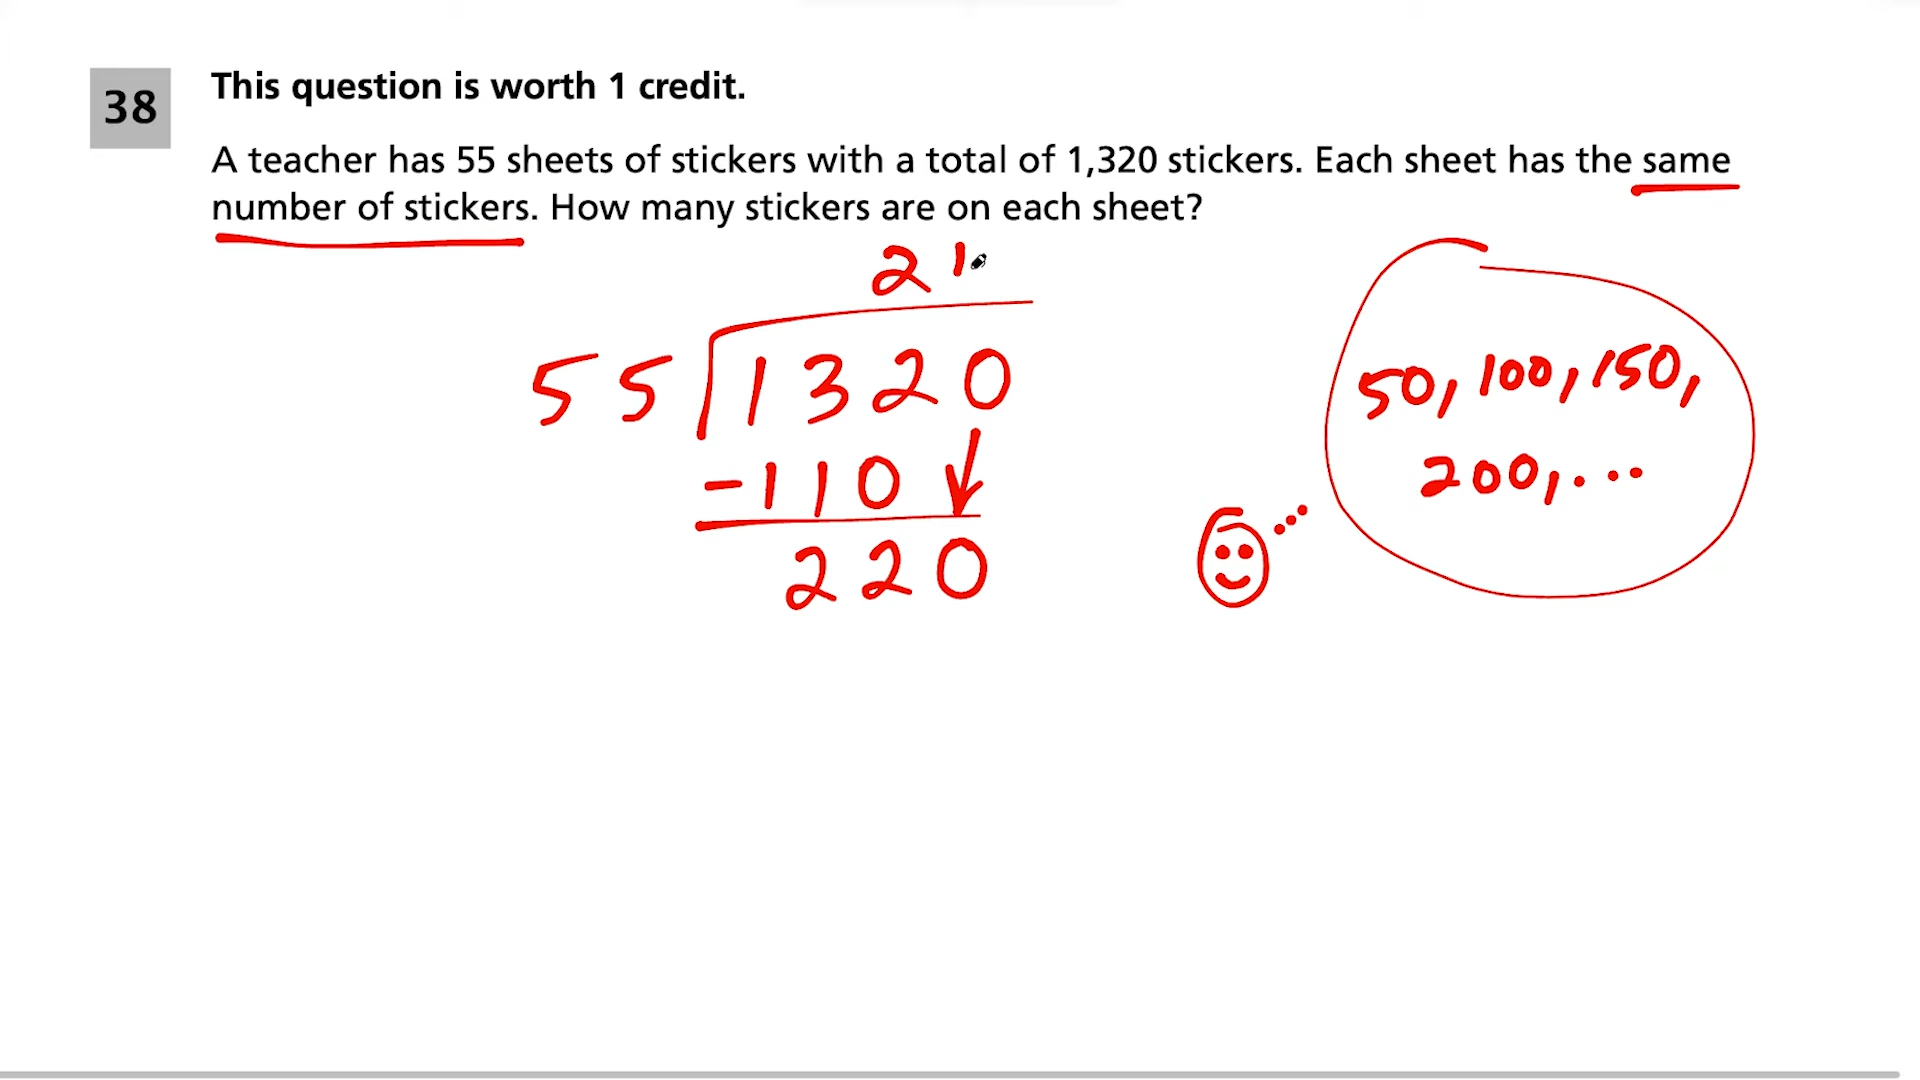 38
This question is worth 1 credit.
A teacher has 55 sheets of stickers with a total of 1,320 stickers. Each sheet has the same
number of stickers. How many stickers are on each sheet?
2
55 1320
-110
220
50, 100, 150,
200, ...